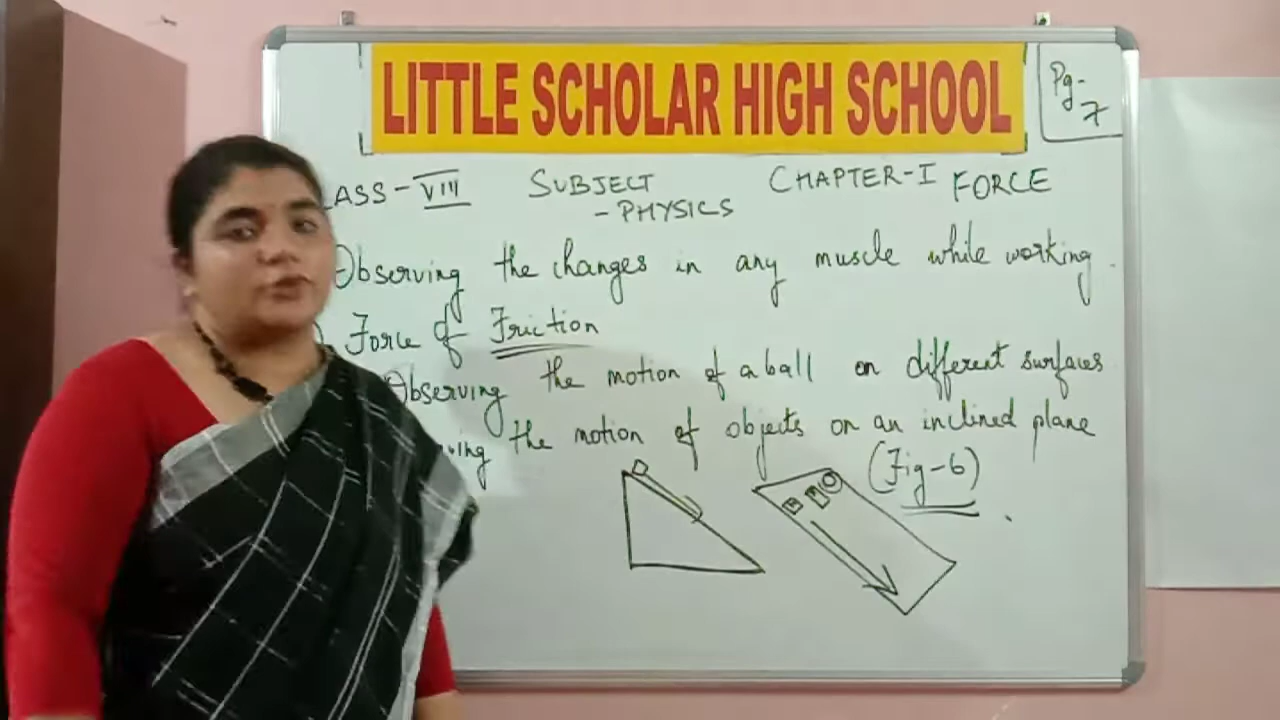 LITTLE SCHOLAR HIGH SCHOOL
Pg-
7
LASS - VIII SUBJECT CHAPTER-I FORCE
- PHYSICS
Observing the changes in any muscle while working.
Force of Friction
Observing the motion of a ball on different surfaces
the motion of objects on an inclined plane
(Fig-6)